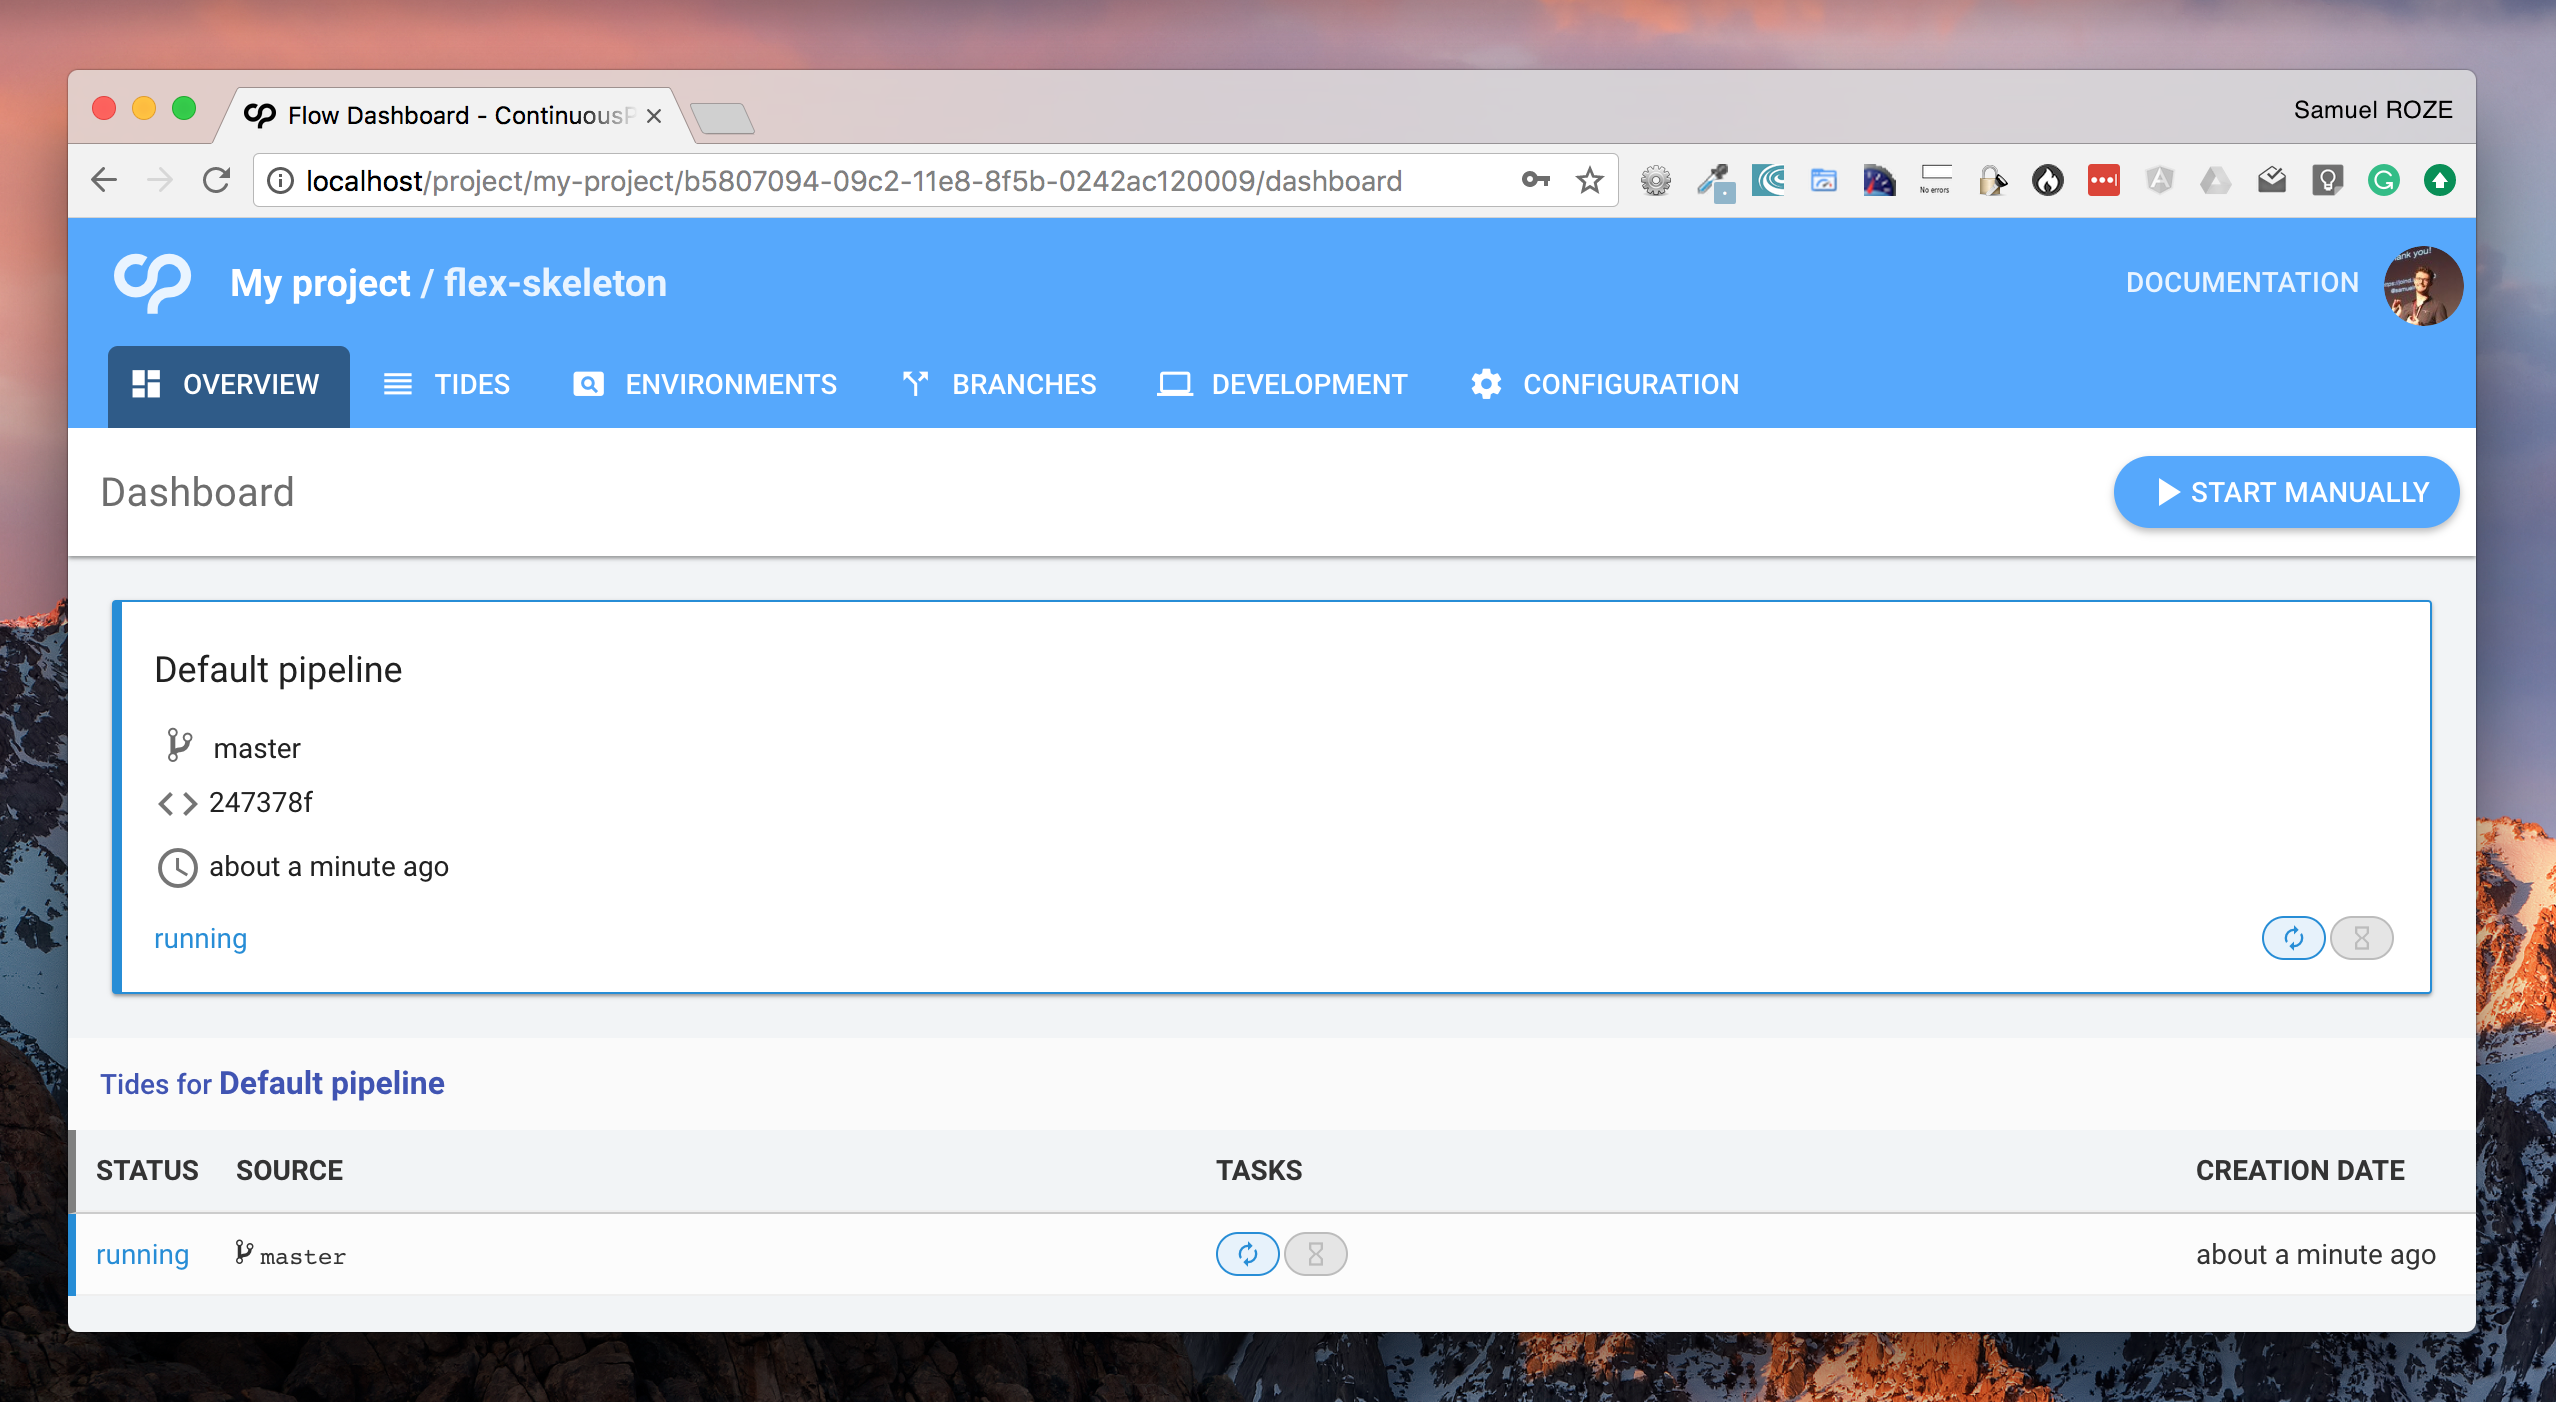 Flow Dashboard - ContinuousP
Samuel ROZE
localhost/project/my-project/b5807094-09c2-11e8-8f5b-0242ac120009/dashboard
No errors
My project / flex-skeleton
DOCUMENTATION
OVERVIEW
TIDES
ENVIRONMENTS
BRANCHES
DEVELOPMENT
CONFIGURATION
Dashboard
START MANUALLY
Default pipeline
master
247378f
about a minute ago
running
Tides for Default pipeline
STATUS SOURCE TASKS CREATION DATE
running master about a minute ago